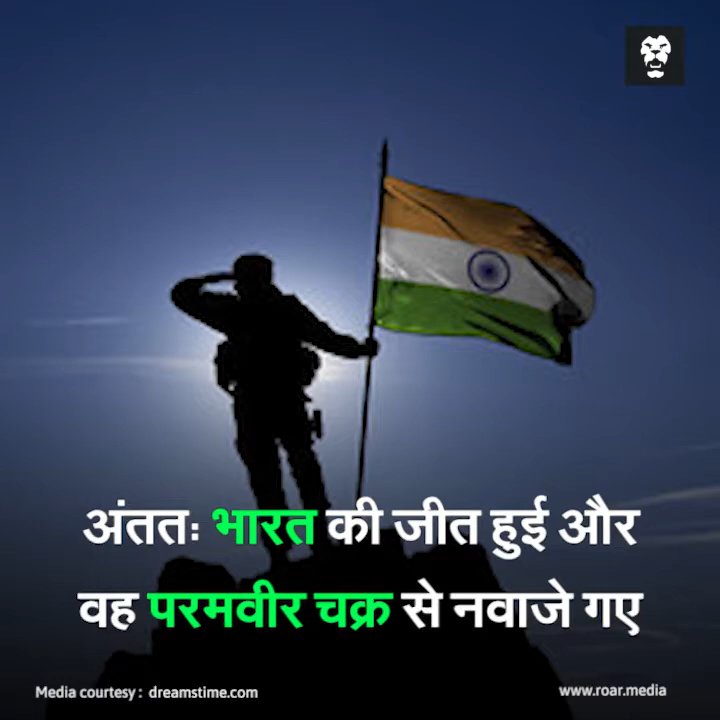 अंततः भारत की जीत हुई और
वह परमवीर चक्र से नवाजे गए
Media courtesy : dreamstime.com
www.roar.media